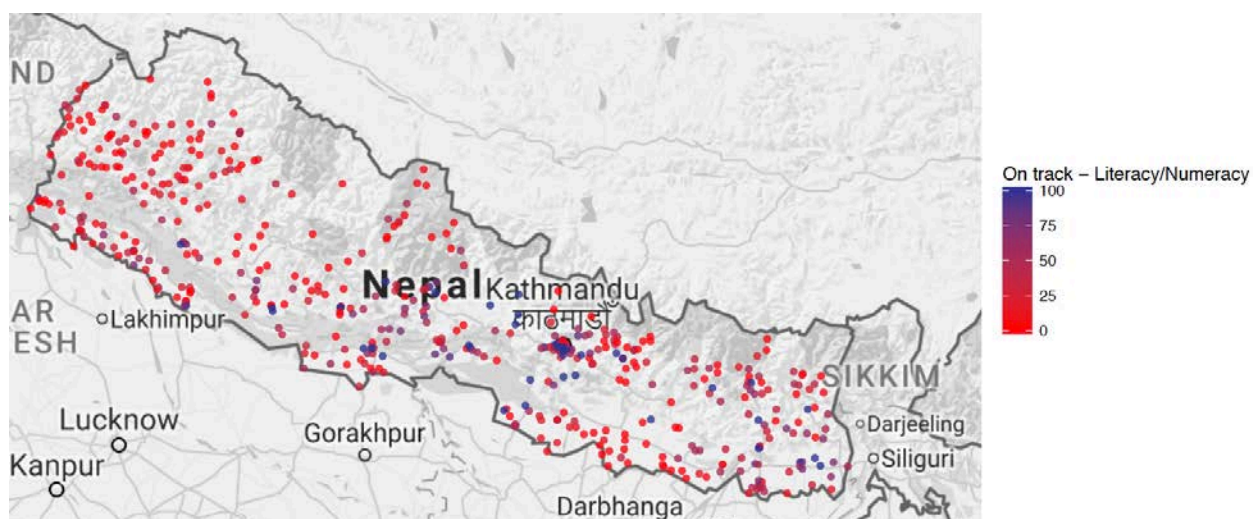 ND
Nepal
Kathmandu
काठमाडौं
AR
ESH
Lakhimpur
SIKKIM
Lucknow
Gorakhpur
Darjeeling
Kanpur
Siliguri
Darbhanga
On track – Literacy/Numeracy
100
75
50
25
0